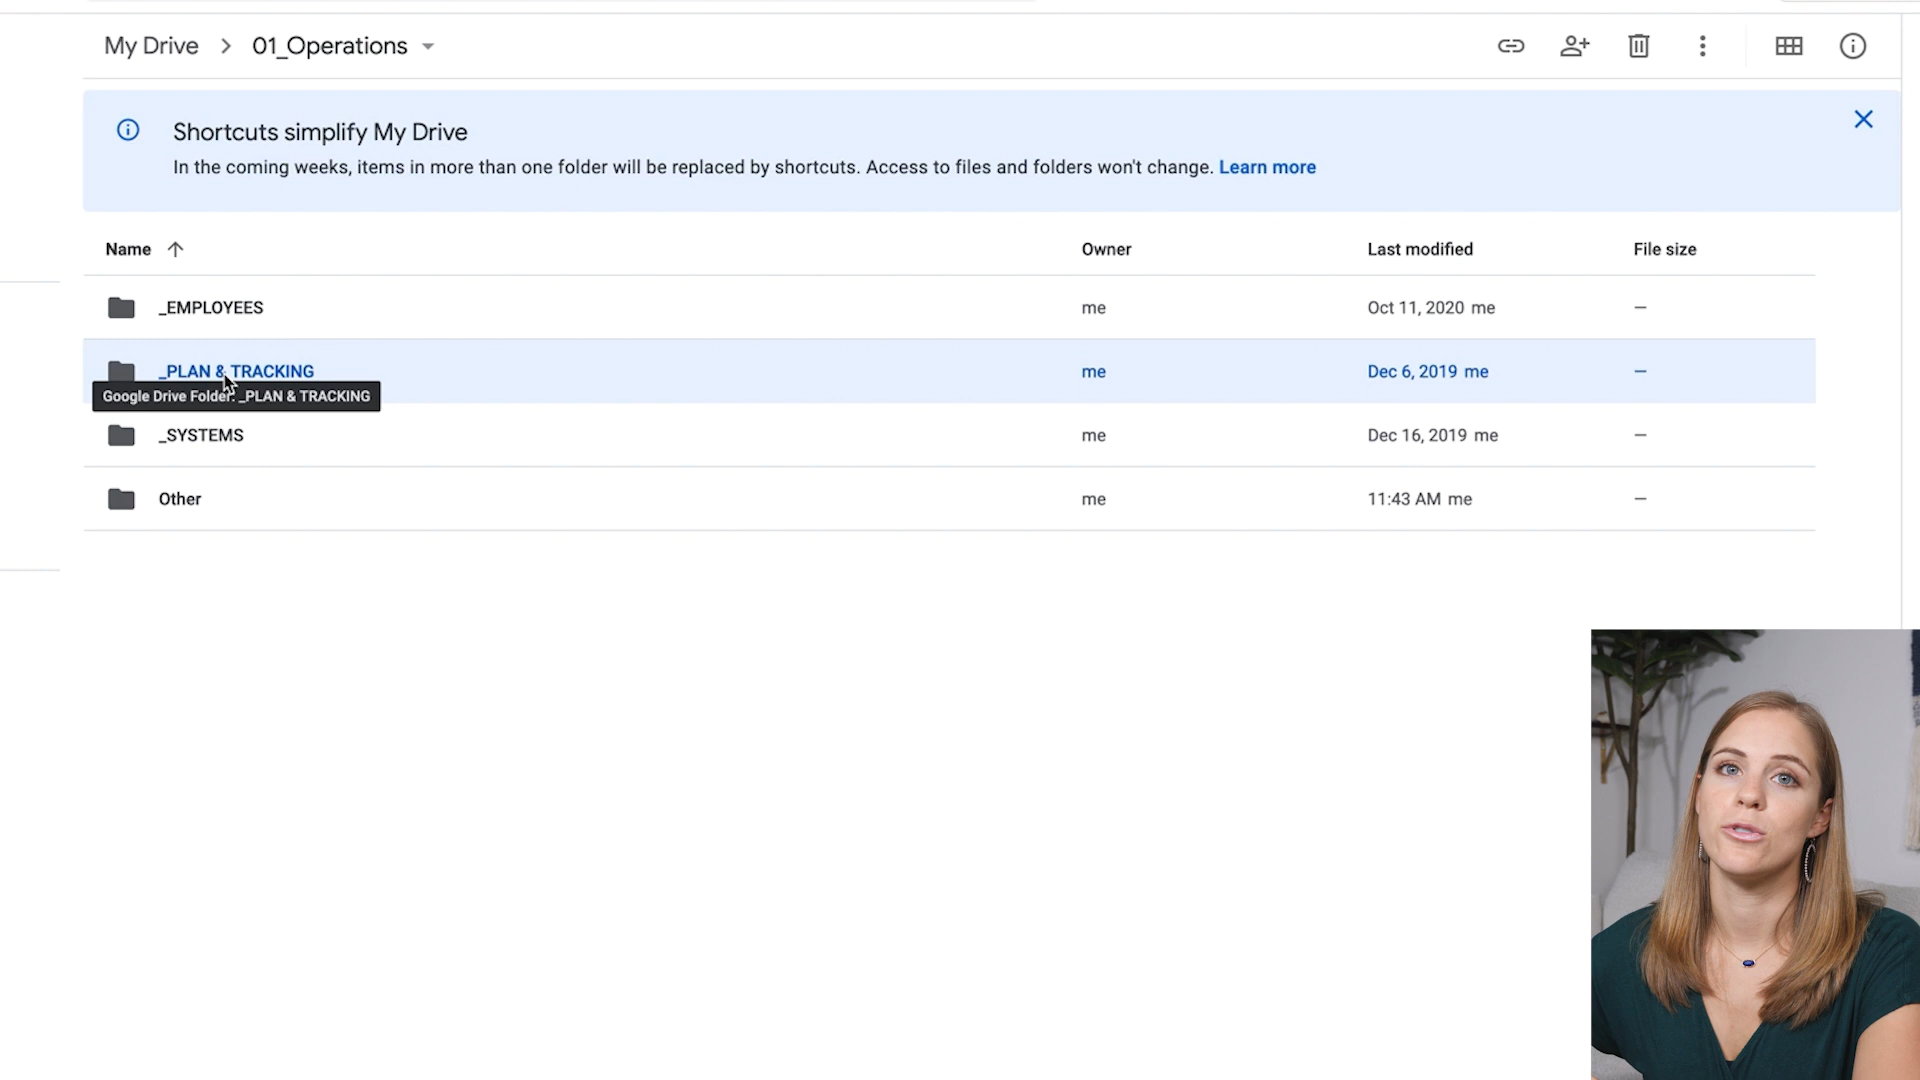 My Drive > 01_Operations
Shortcuts simplify My Drive
In the coming weeks, items in more than one folder will be replaced by shortcuts. Access to files and folders won't change. Learn more
Name Owner Last modified File size
_EMPLOYEES me Oct 11, 2020 me –
_PLAN & TRACKING me Dec 6, 2019 me –
Google Drive Folder: _PLAN & TRACKING
_SYSTEMS me Dec 16, 2019 me –
Other me 11:43 AM me –